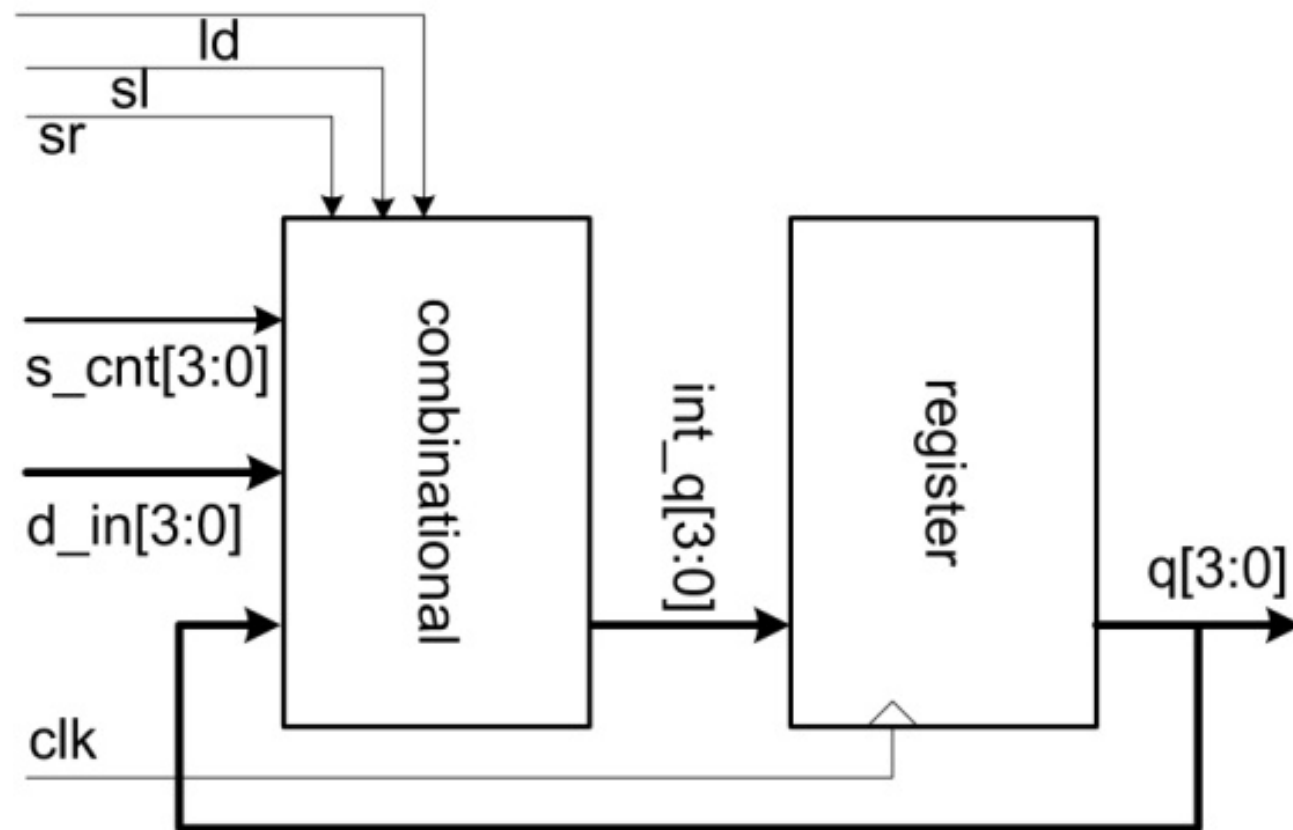 ld
sl
sr
s_cnt[3:0]
d_in[3:0]
clk
combinational
int_q[3:0]
register
q[3:0]